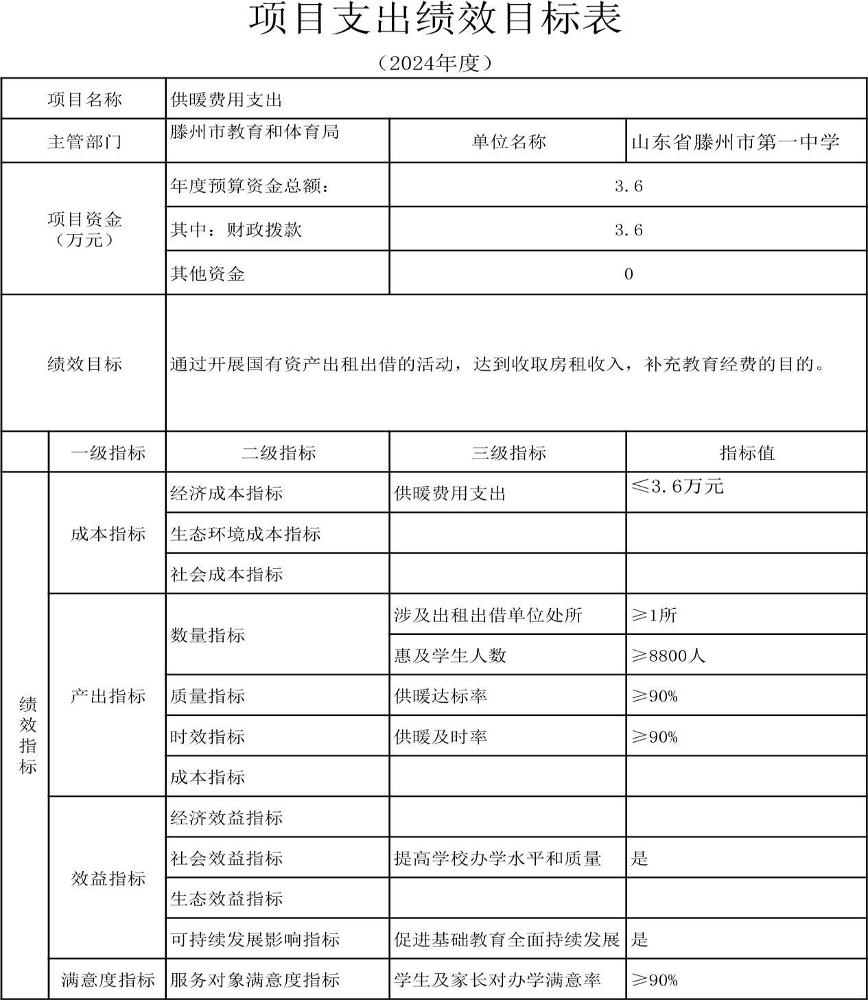 项目支出绩效目标表
（2024年度）
项目名称 供暖费用支出
主管部门 滕州市教育和体育局 单位名称 山东省滕州市第一中学
项目资金
（万元）
年度预算资金总额： 3.6
其中：财政拨款 3.6
其他资金 0
绩效目标 通过开展国有资产出租出借的活动，达到收取房租收入，补充教育经费的目的。
一级指标 二级指标 三级指标 指标值
绩
效
指
标
成本指标
经济成本指标 供暖费用支出 ≤3.6万元
生态环境成本指标
社会成本指标
产出指标
数量指标
涉及出租出借单位处所 ≥1所
惠及学生人数 ≥8800人
质量指标 供暖达标率 ≥90%
时效指标 供暖及时率 ≥90%
成本指标
效益指标
经济效益指标
社会效益指标 提高学校办学水平和质量 是
生态效益指标
可持续发展影响指标 促进基础教育全面持续发展 是
满意度指标 服务对象满意度指标 学生及家长对办学满意率 ≥90%